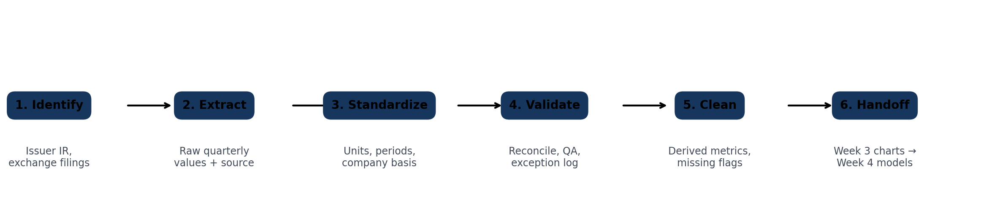 1. Identify
2. Extract
3. Standardize
4. Validate
5. Clean
6. Handoff
Issuer IR,
exchange filings
Raw quarterly
values + source
Units, periods,
company basis
Reconcile, QA,
exception log
Derived metrics,
missing flags
Week 3 charts →
Week 4 models